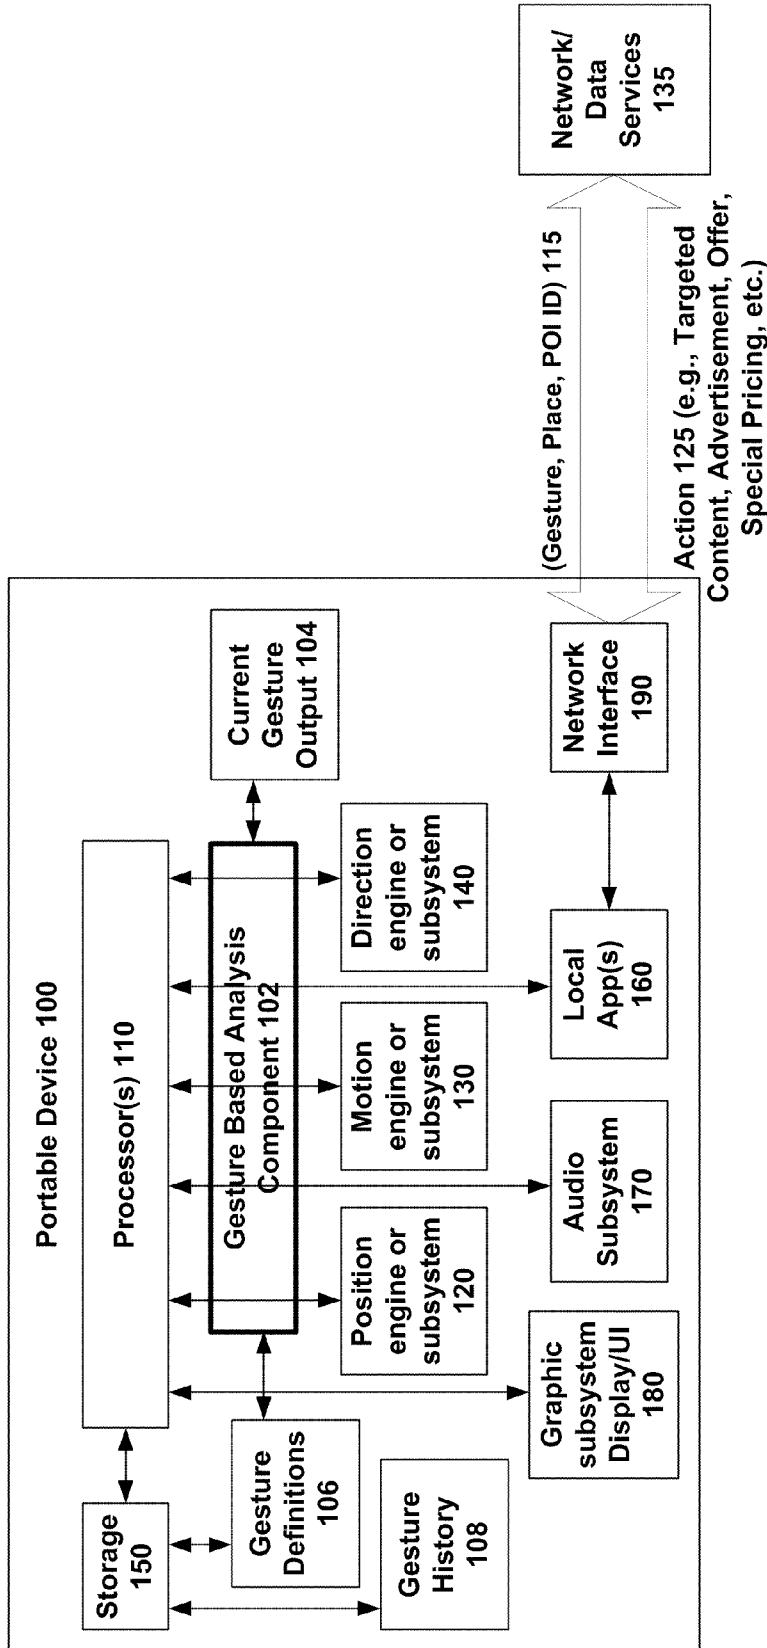 Portable Device 100
Storage
150
Processor(s) 110
Gesture
Definitions
106
Gesture Based Analysis
Component 102
Current
Gesture
Output 104
Gesture
History
108
Position
engine or
subsystem
120
Motion
engine or
subsystem
130
Direction
engine or
subsystem
140
Graphic
subsystem
Display/UI
180
Audio
Subsystem
170
Local
App(s)
160
Network
Interface
190
(Gesture, Place, POI ID) 115
Action 125 (e.g., Targeted
Content, Advertisement, Offer,
Special Pricing, etc.)
Network/
Data
Services
135